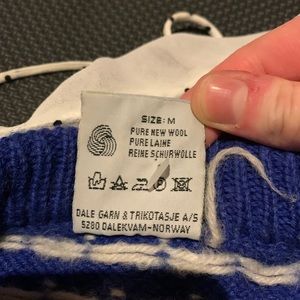 SIZE: M
PURE NEW WOOL
PURE LAINE
REINE SCHURWOLLE
DALE GARN & TRIKOTASJE A/S
5280 DALEKVAM-NORWAY